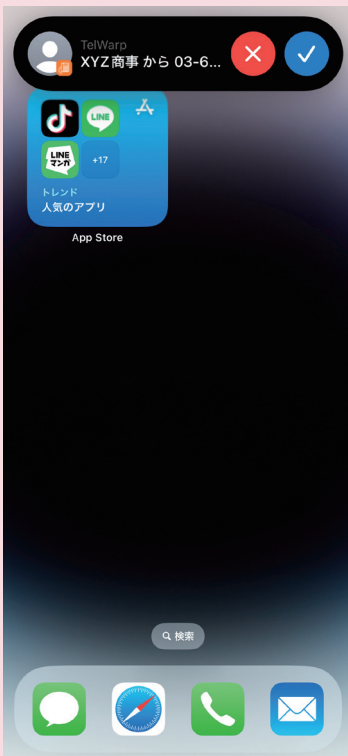 TelWarp
XYZ商事 から 03-6...
LINE
LINE
マンガ
+17
トレンド
人気のアプリ
App Store
検索